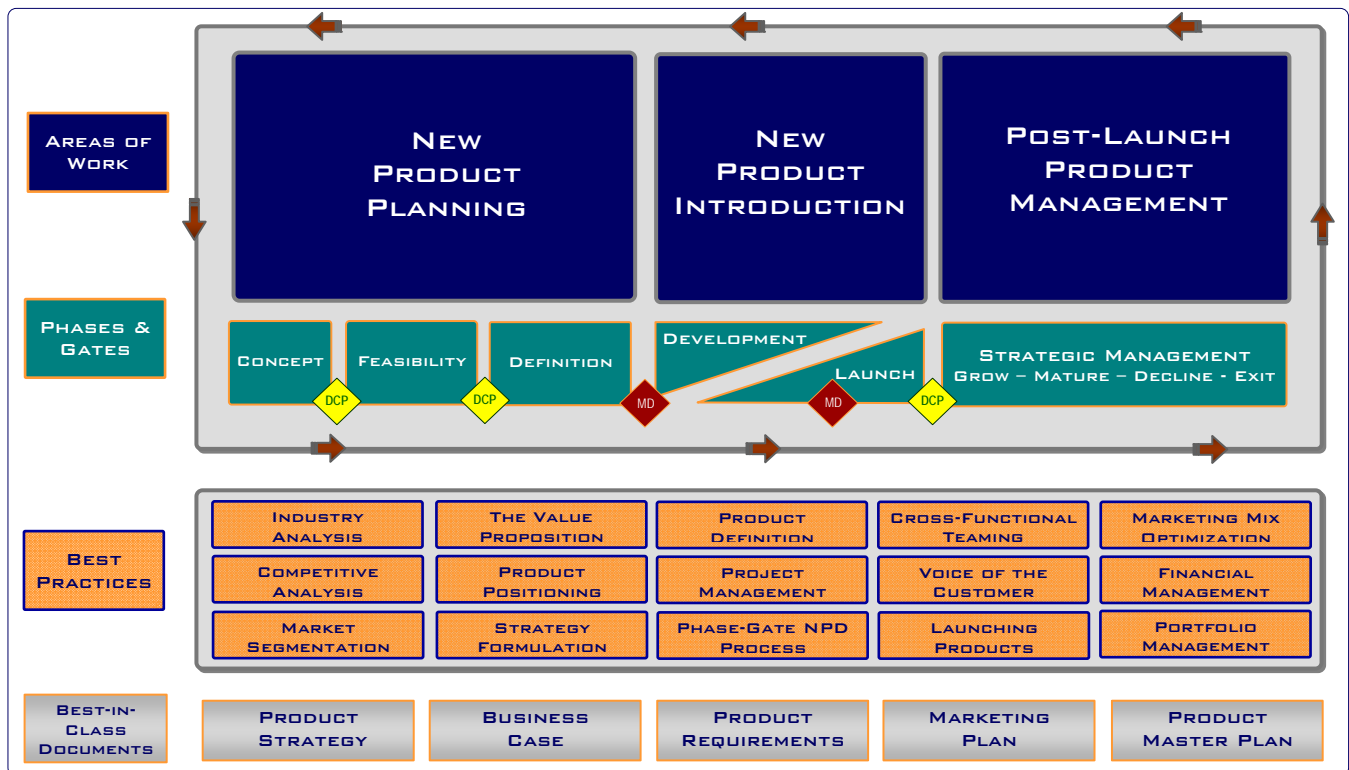 Areas of
Work
New
Product
Planning
New
Product
Introduction
Post-Launch
Product
Management
Phases &
Gates
Concept
Feasibility
Definition
Development
Launch
Strategic Management
Grow – Mature – Decline - Exit
DCP
DCP
MD
MD
DCP
Best
Practices
Industry
Analysis
The Value
Proposition
Product
Definition
Cross-Functional
Teaming
Marketing Mix
Optimization
Competitive
Analysis
Product
Positioning
Project
Management
Voice of the
Customer
Financial
Management
Market
Segmentation
Strategy
Formulation
Phase-Gate NPD
Process
Launching
Products
Portfolio
Management
Best-in-
Class
Documents
Product
Strategy
Business
Case
Product
Requirements
Marketing
Plan
Product
Master Plan